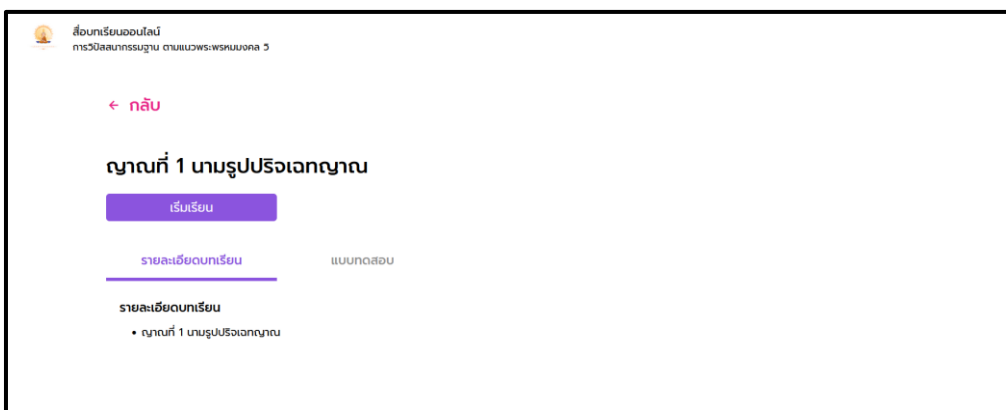 สื่อบทเรียนออนไลน์
การวิปัสสนากรรมฐาน ตามแนวพระพรหมมงคล วิ
← กลับ
ญาณที่ 1 นามรูปปริจเฉทญาณ
เริ่มเรียน
รายละเอียดบทเรียน แบบทดสอบ
รายละเอียดบทเรียน
• ญาณที่ 1 นามรูปปริจเฉทญาณ